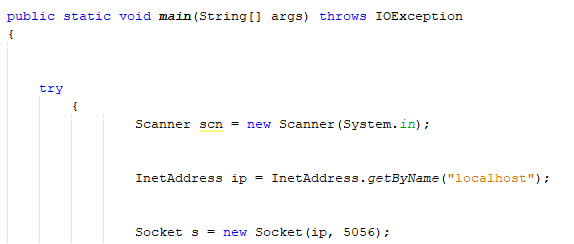 public static void main(String[] args) throws IOException
{
try
{
Scanner scn = new Scanner(System.in);
InetAddress ip = InetAddress.getByName("localhost");
Socket s = new Socket(ip, 5056);